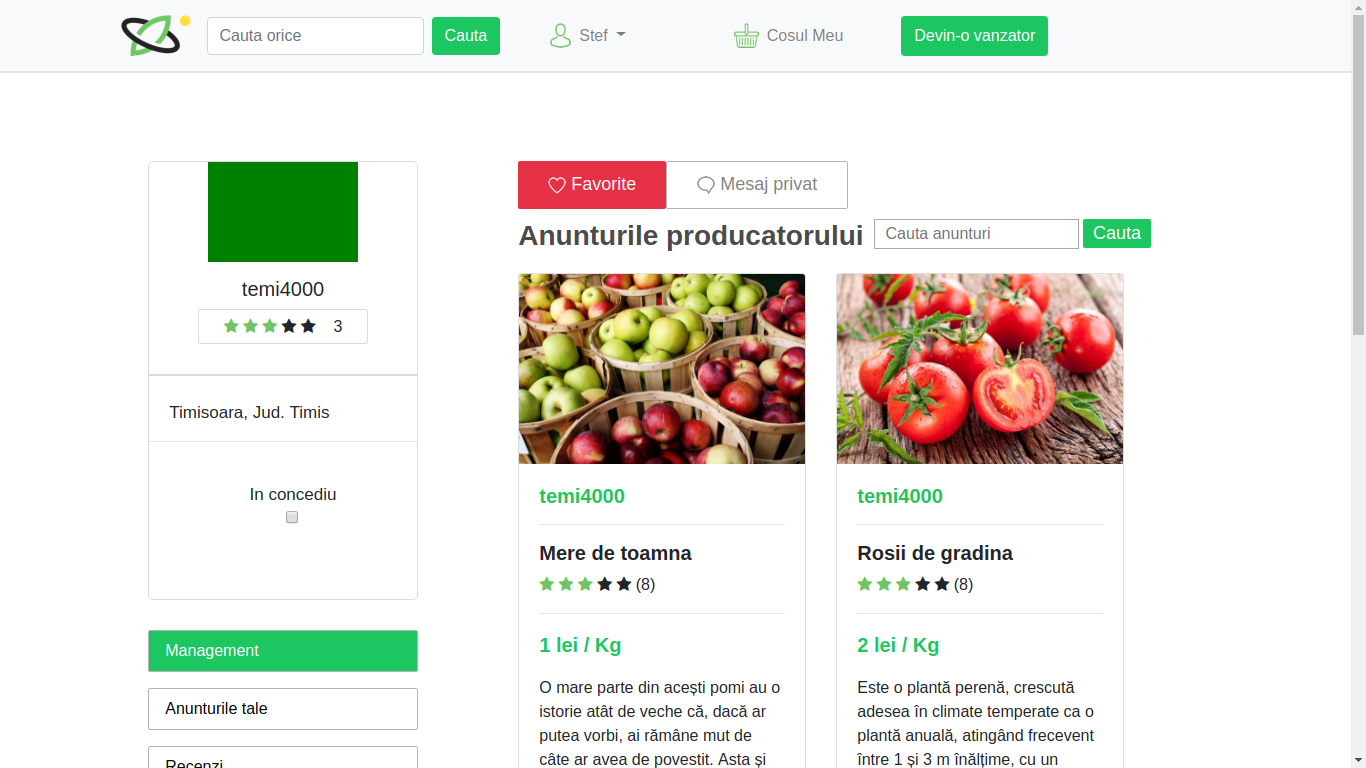 Cauta orice
Cauta
Stef
Cosul Meu
Devin-o vanzator
temi4000
3
Timisoara, Jud. Timis
In concediu
Management
Anunturile tale
Recenzi
Favorite
Mesaj privat
Anunturile producatorului
Cauta anunturi
Cauta
temi4000
Mere de toamna
(8)
1 lei / Kg
O mare parte din acești pomi au o
istorie atât de veche că, dacă ar
putea vorbi, ai rămâne mut de
câte ar avea de povestit. Asta și
temi4000
Rosii de gradina
(8)
2 lei / Kg
Este o plantă perenă, crescută
adesea în climate temperate ca o
plantă anuală, atingând frecevent
între 1 și 3 m înălțime, cu un